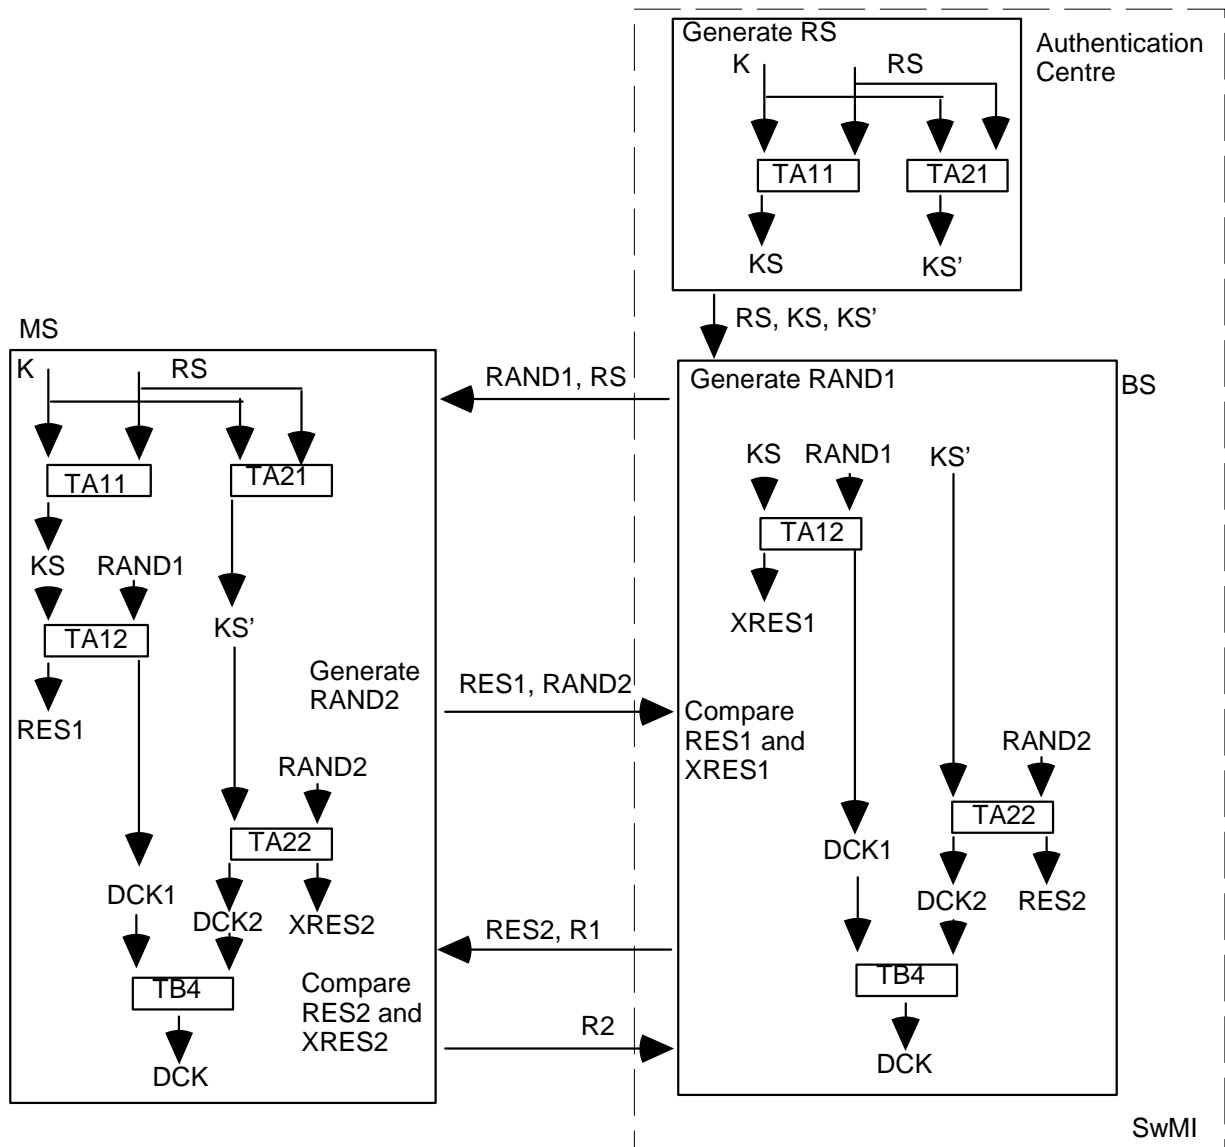 Generate RS
Authentication
Centre
K
RS
TA11
TA21
KS
KS’
RS, KS, KS’
MS
K
RS
TA11
TA21
KS
RAND1
TA12
KS'
RES1
Generate
RAND2
RAND2
TA22
DCK1
DCK2
XRES2
TB4
Compare
RES2 and
XRES2
DCK
RAND1, RS
RES1, RAND2
RES2, R1
R2
Generate RAND1
BS
KS
RAND1
KS’
TA12
XRES1
Compare
RES1 and
XRES1
RAND2
TA22
DCK1
DCK2
RES2
TB4
DCK
SwMI